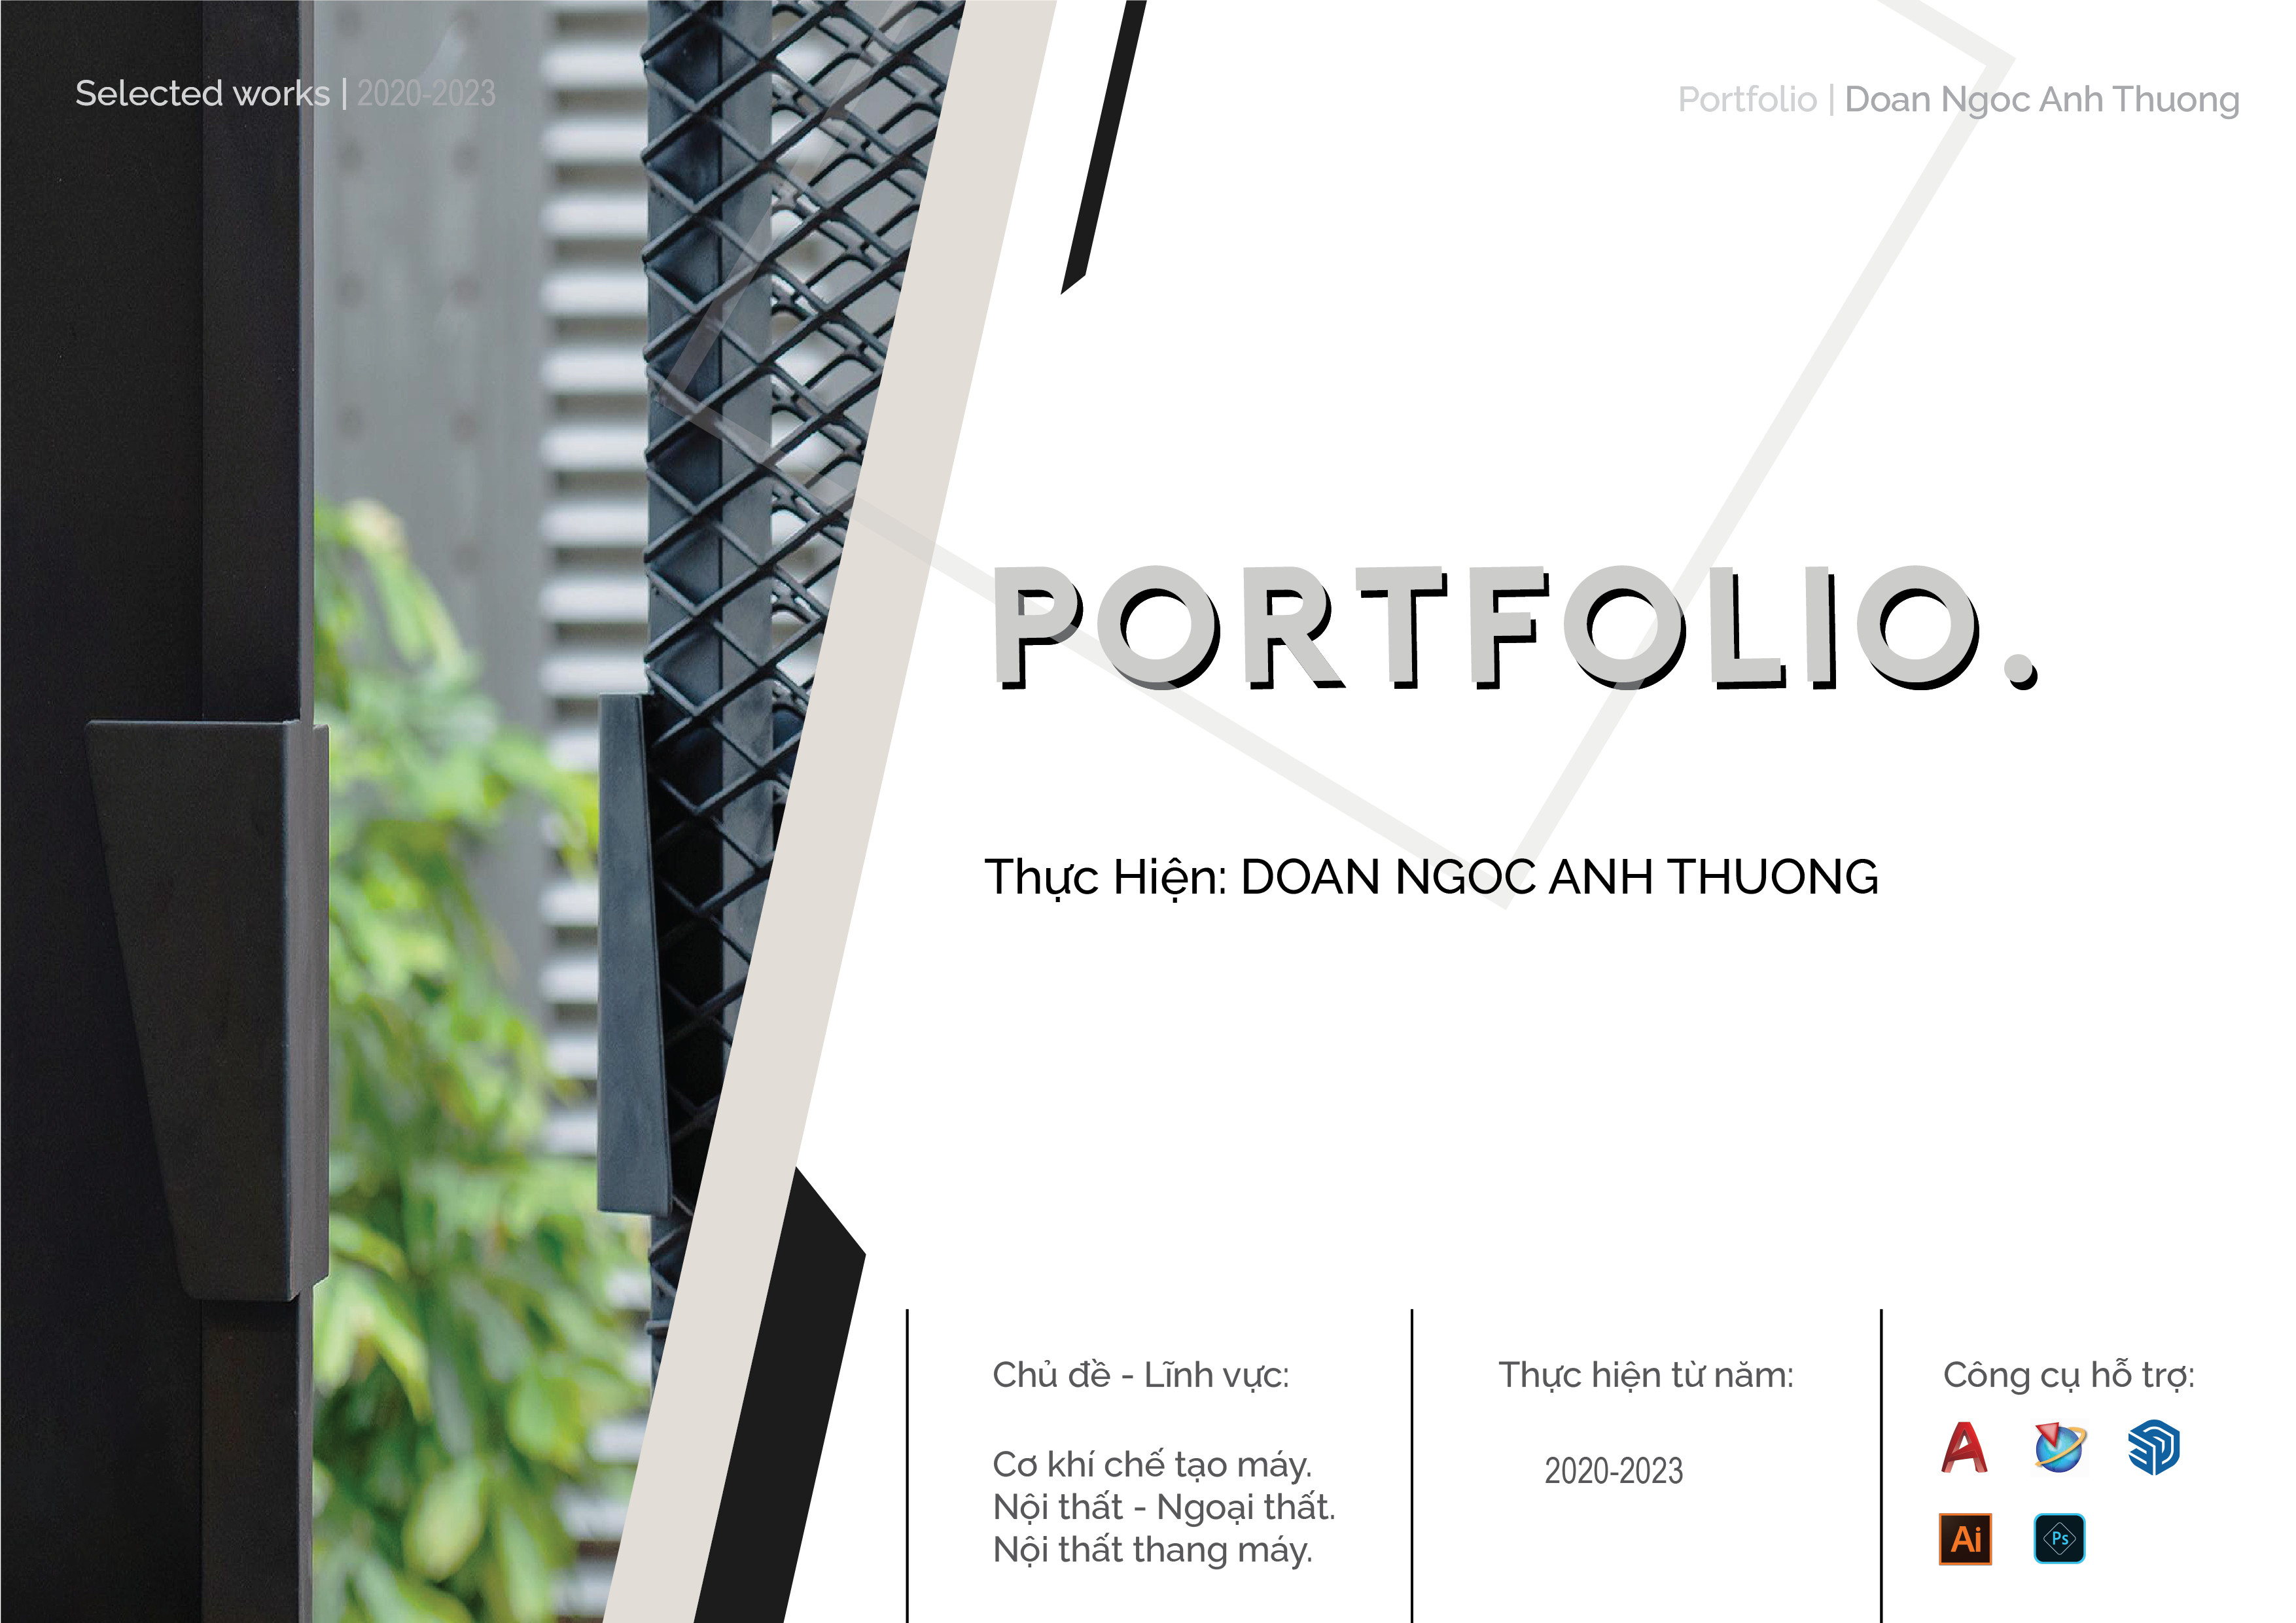 Selected works | 2020-2023
Portfolio | Doan Ngoc Anh Thuong
PORTFOLIO.
Thực Hiện: DOAN NGOC ANH THUONG
Chủ đề - Lĩnh vực:
Cơ khí chế tạo máy.
Nội thất - Ngoại thất.
Nội thất thang máy.
Thực hiện từ năm:
2020-2023
Công cụ hỗ trợ:
Ai
Ps